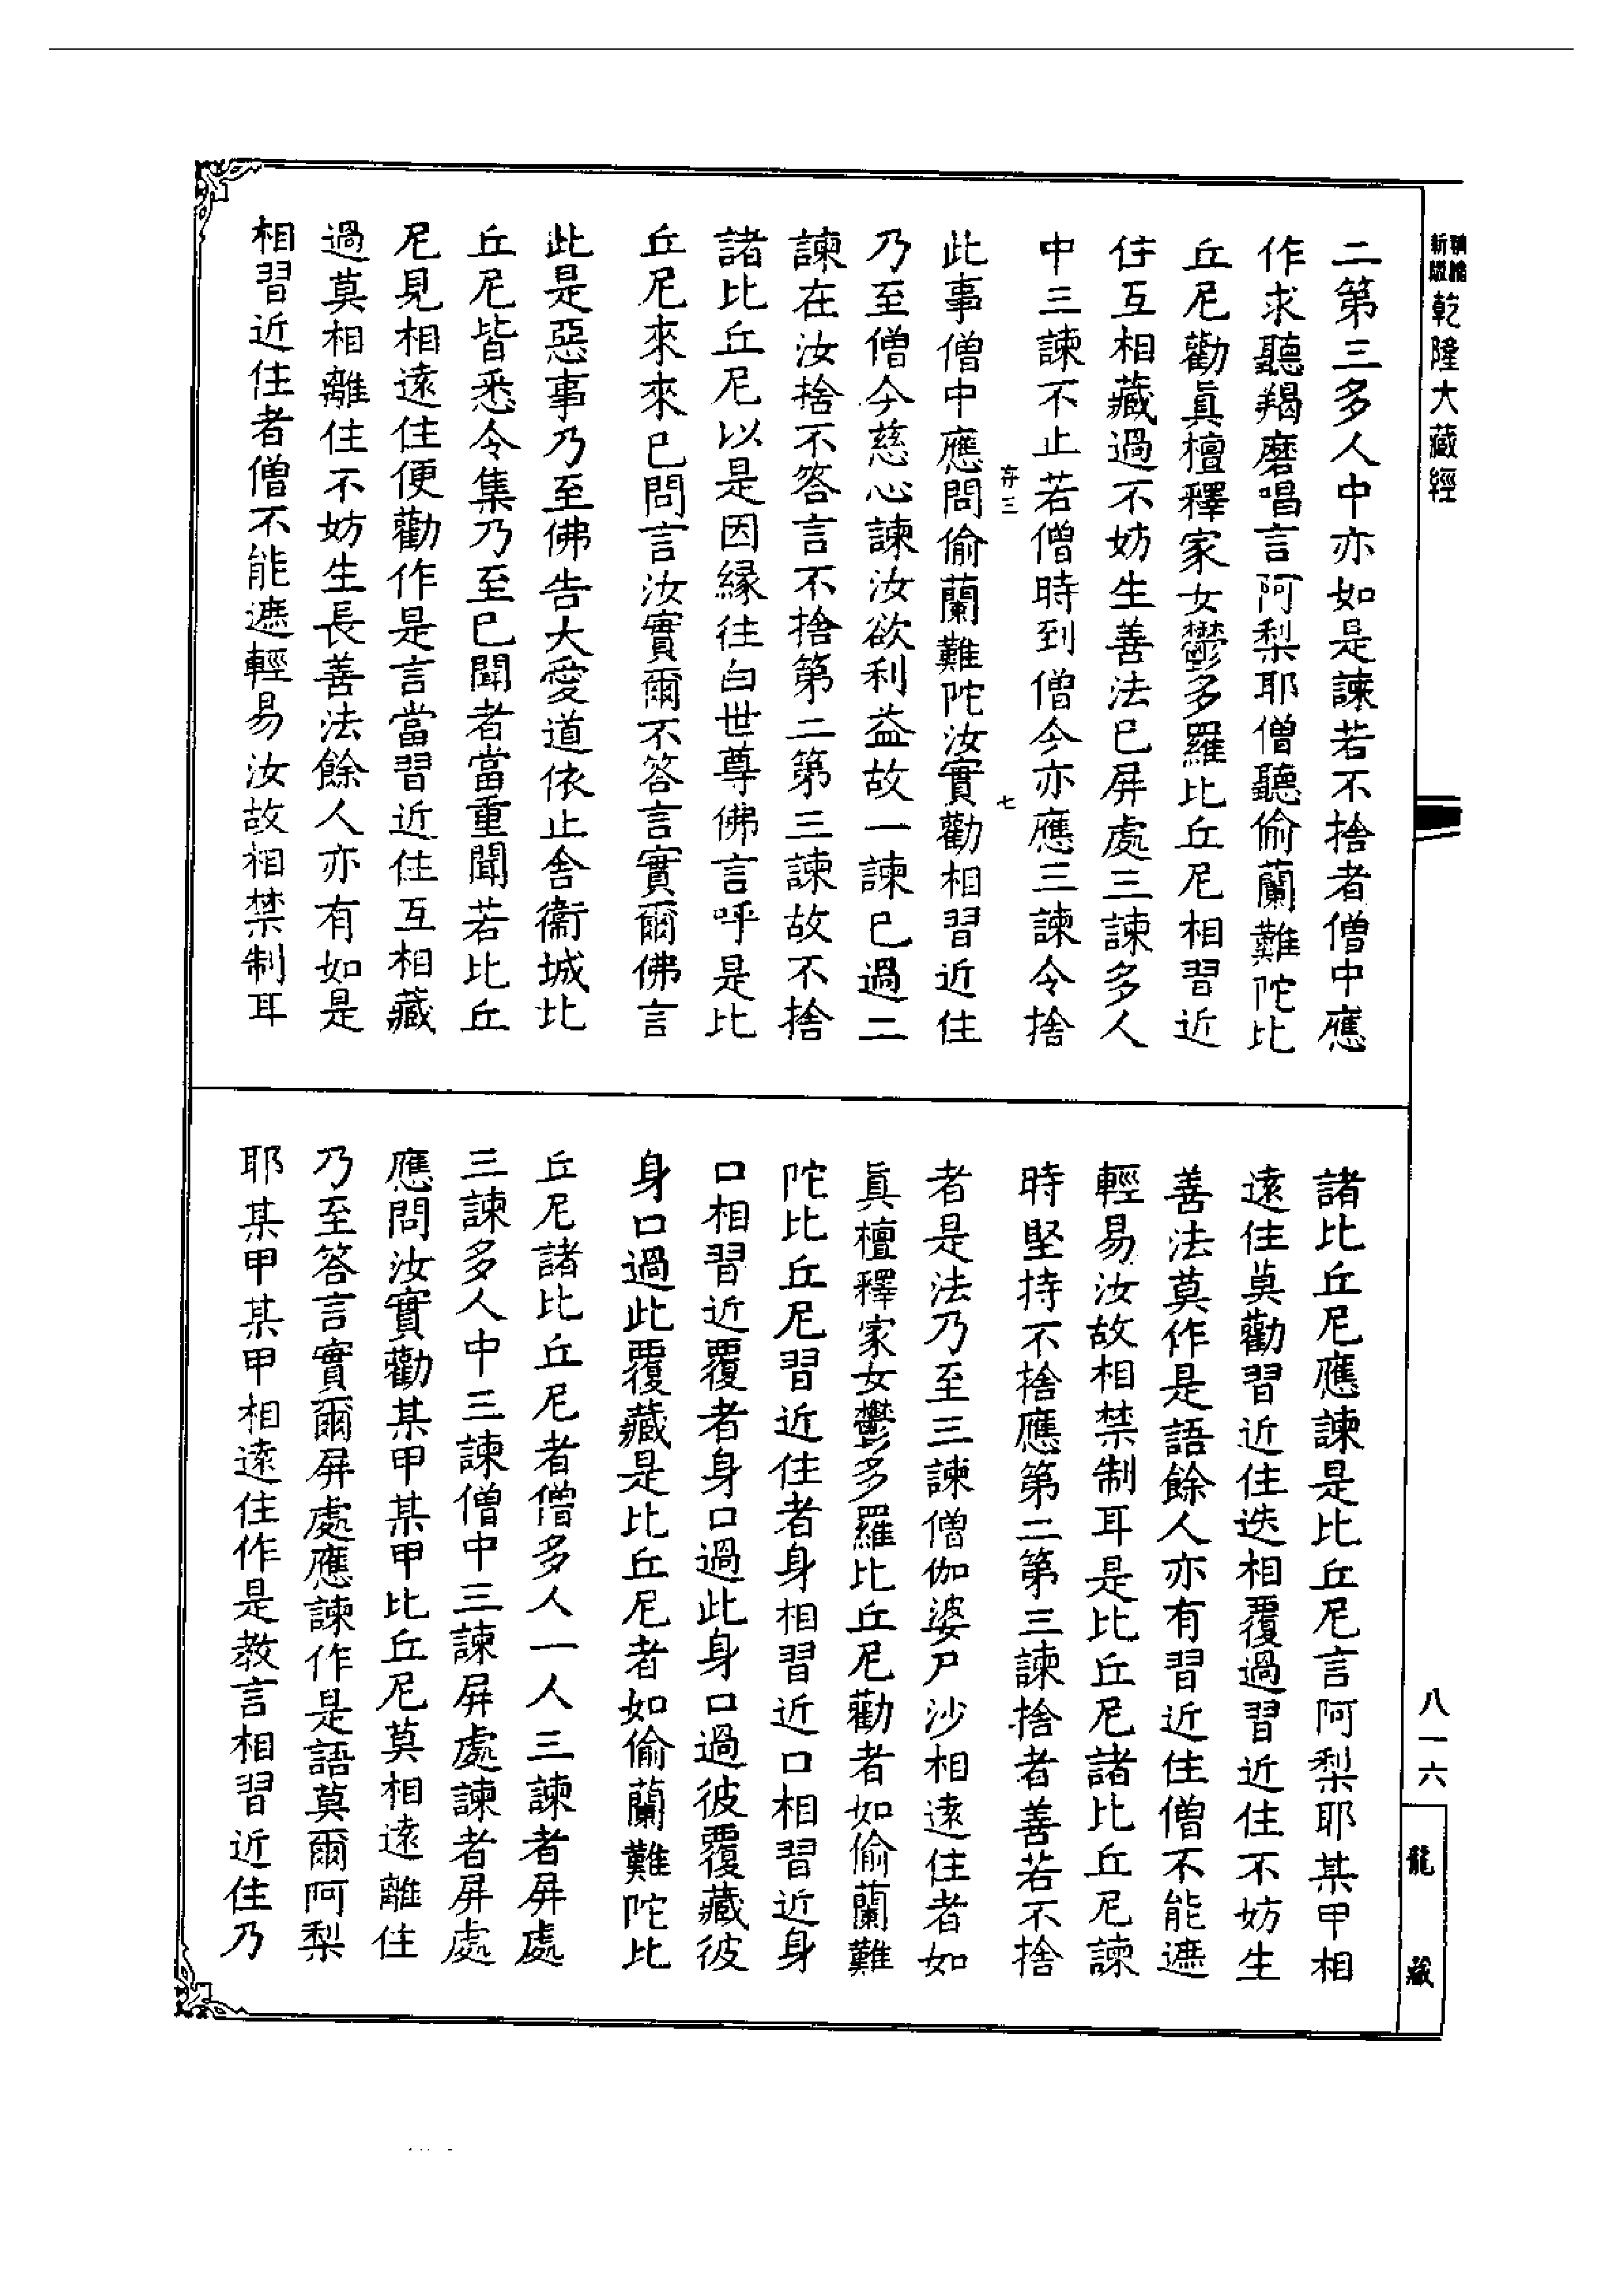 新纂縮 乾隆大藏經
二第三多人中亦如是諫若不捨者僧中應
作求聽羯磨唱言阿梨耶僧聽偷蘭難陀比
丘尼勸眞檀釋家女鬱多羅比丘尼相習近
住互相藏過不妨生善法已屏處三諫多人
中三諫不止若僧時到僧今亦應三諫令捨
存三 七
此事僧中應問偷蘭難陀汝實勸相習近住
乃至僧今慈心諫汝欲利益故一諫已過二
諫在汝捨不答言不捨第二第三諫故不捨
諸比丘尼以是因緣往白世尊佛言呼是比
丘尼來來已問言汝實爾不答言實爾佛言
此是惡事乃至佛告大愛道依止舍衞城比
丘尼皆悉令集乃至已聞者當重聞若比丘
尼見相遠住便勸作是言當習近住互相藏
過莫相離住不妨生長善法餘人亦有如是
相習近住者僧不能遮輕易汝故相禁制耳
諸比丘尼應諫是比丘尼言阿梨耶某甲相
遠住莫勸習近住迭相覆過習近住不妨生
善法莫作是語餘人亦有習近住僧不能遮
輕易汝故相禁制耳是比丘尼諸比丘尼諫
時堅持不捨應第二第三諫捨者善若不捨
者是法乃至三諫僧伽婆尸沙相遠住者如
眞檀釋家女鬱多羅比丘尼勸者如偷蘭難
陀比丘尼習近住者身相習近口相習近身
口相習近覆者身口過此身口過彼覆藏彼
身口過此覆藏是比丘尼者如偷蘭難陀比
丘尼諸比丘尼者僧多人一人三諫者屏處
三諫多人中三諫僧中三諫屏處諫者屏處
應問汝實勸某甲某甲比丘尼莫相遠離住
乃至答言實爾屏處應諫作是語莫爾阿梨
耶某甲某甲相遠住作是教言相習近住乃
八一六
龍藏